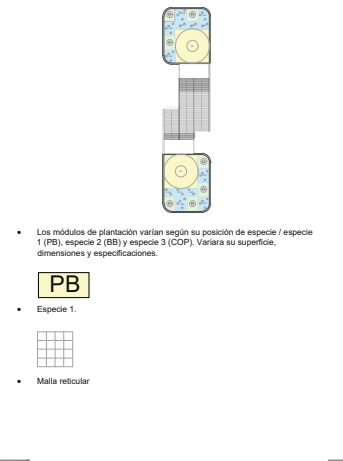 Los módulos de plantación varían según su posición de especie / especie
1 (PB), especie 2 (BB) y especie 3 (COP). Variara su superficie,
dimensiones y especificaciones.
PB
Especie 1.
Malla reticular